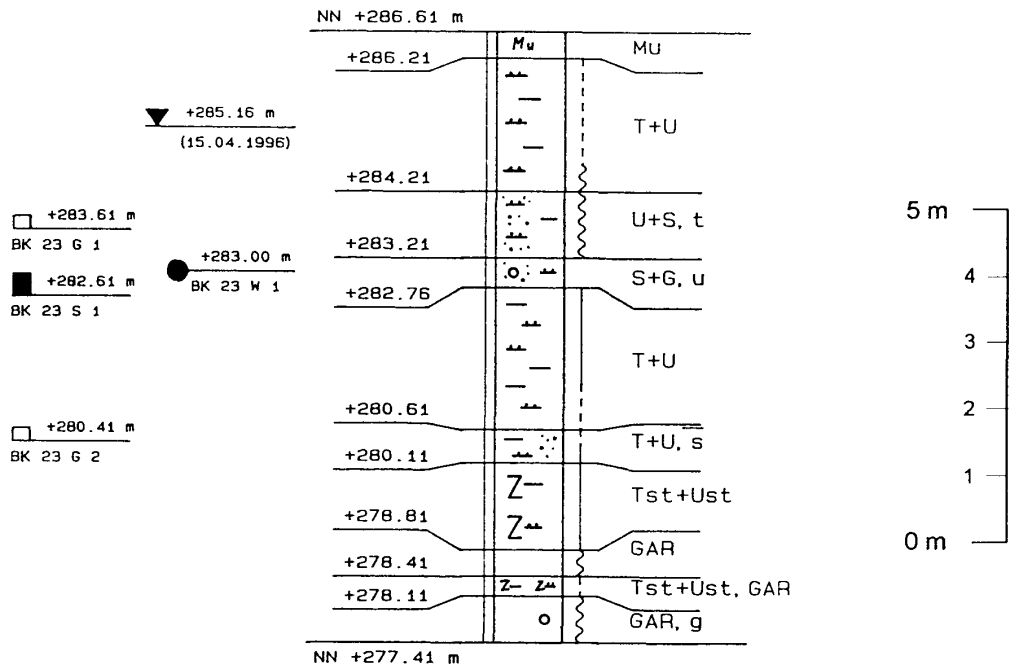 NN +286.61 m
Mu
MU
+286.21
+285.16 m
(15.04.1996)
T+U
+284.21
+283.61 m
BK 23 G 1
U+S, t
5 m
+283.21
+283.00 m
BK 23 W 1
S+G, u
4
+282.61 m
BK 23 S 1
+282.76
3
T+U
2
+280.61
+280.41 m
BK 23 G 2
T+U, s
+280.11
1
Z
Tst+Ust
+278.81
Z
GAR
0 m
+278.41
Z Z
Tst+Ust, GAR
+278.11
GAR, g
NN +277.41 m